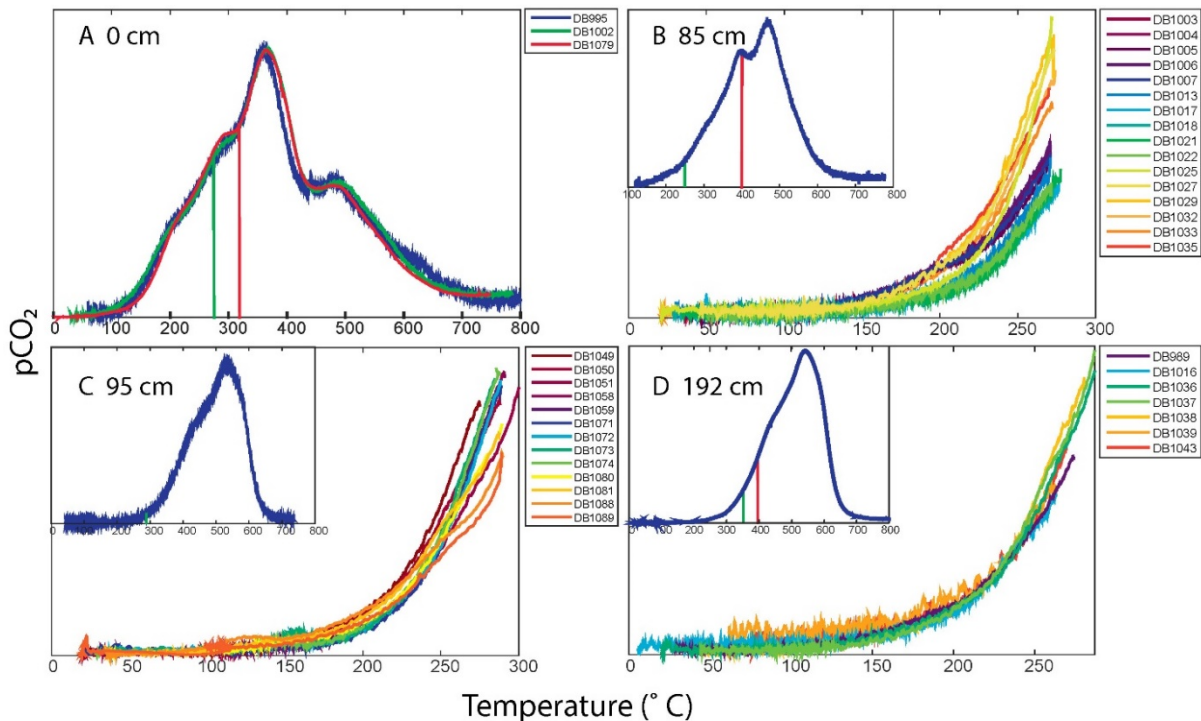 A 0 cm
DB995
DB1002
DB1079
0 100 200 300 400 500 600 700 800
B 85 cm
100 200 300 400 500 600 700 800
DB1003
DB1004
DB1005
DB1006
DB1007
DB1013
DB1017
DB1018
DB1021
DB1022
DB1025
DB1027
DB1029
DB1032
DB1033
DB1035
0 50 100 150 200 250 300
pCO₂
C 95 cm
0 100 200 300 400 500 600 700 800
DB1049
DB1050
DB1051
DB1058
DB1059
DB1071
DB1072
DB1073
DB1074
DB1080
DB1081
DB1088
DB1089
0 50 100 150 200 250 300
D 192 cm
0 100 200 300 400 500 600 700 800
DB989
DB1016
DB1036
DB1037
DB1038
DB1039
DB1043
0 50 100 150 200 250
Temperature (° C)